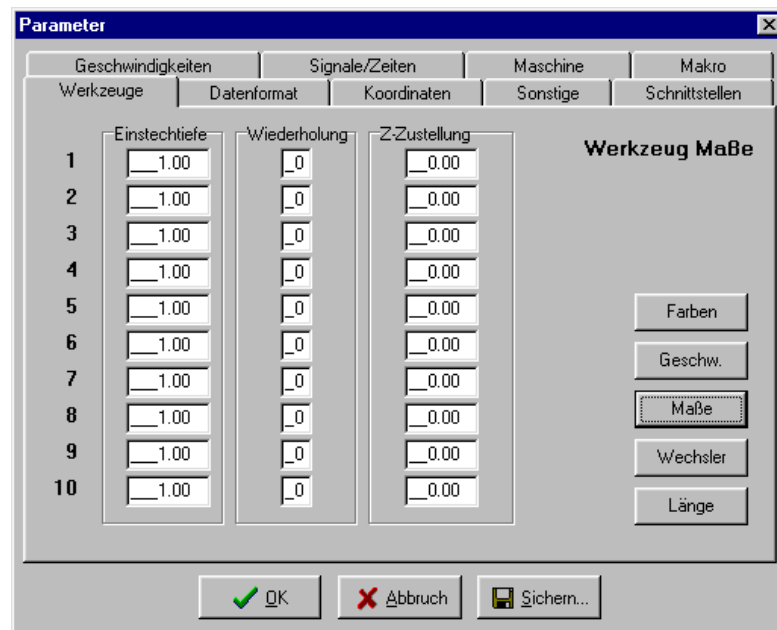 Parameter
Geschwindigkeiten Signale/Zeiten Maschine Makro
Werkzeuge Datenformat Koordinaten Sonstige Schnittstellen
Einstechtiefe Wiederholung Z-Zustellung
Werkzeug Maße
1 ___1.00 _0 __0.00
2 ___1.00 _0 __0.00
3 ___1.00 _0 __0.00
4 ___1.00 _0 __0.00
5 ___1.00 _0 __0.00 Farben
6 ___1.00 _0 __0.00 Geschw.
7 ___1.00 _0 __0.00
8 ___1.00 _0 __0.00 Maße
9 ___1.00 _0 __0.00 Wechsler
10 ___1.00 _0 __0.00 Länge
OK Abbruch Sichern...